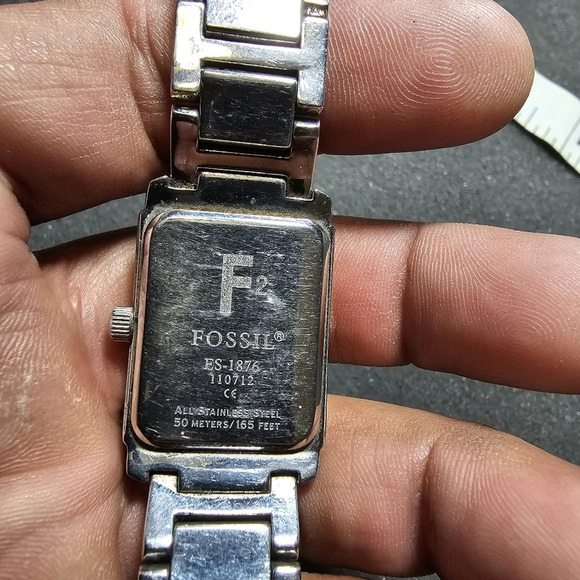 F2
FOSSIL®
ES-1876
110712
CE
ALL STAINLESS STEEL
50 METERS/165 FEET